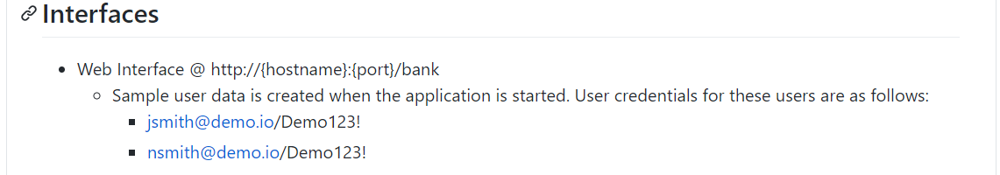 Interfaces
Web Interface @ http://{hostname}:{port}/bank
Sample user data is created when the application is started. User credentials for these users are as follows:
jsmith@demo.io/Demo123!
nsmith@demo.io/Demo123!